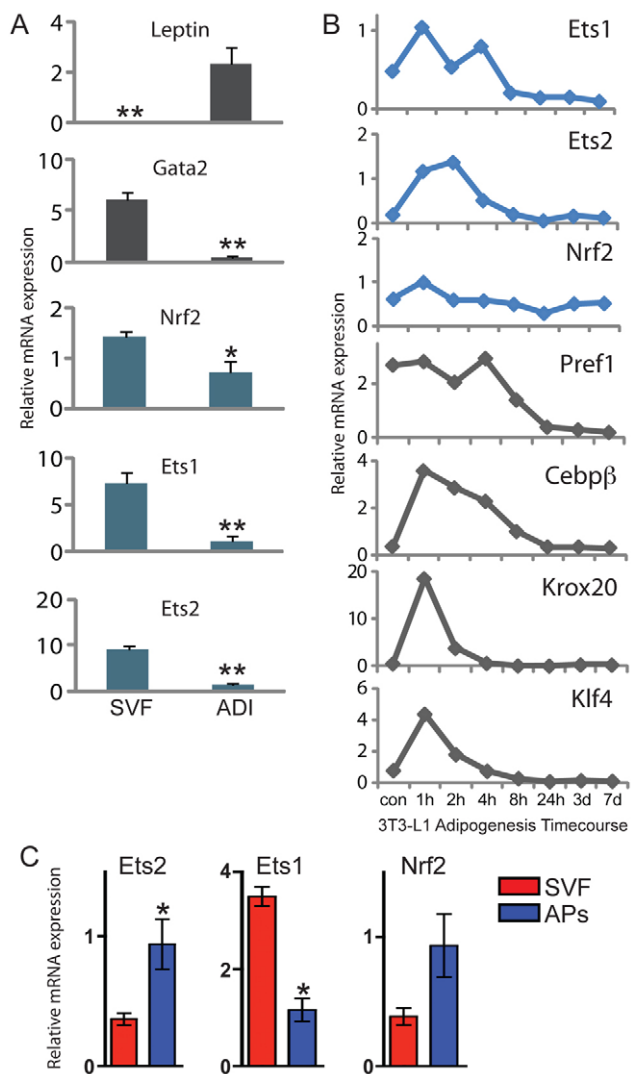 A
Relative mRNA expression
Leptin
4
2
0
**
Gata2
10
5
0
**
Nrf2
2
1
0
*
Ets1
10
5
0
**
Ets2
20
10
0
**
SVF ADI
B
Relative mRNA expression
Ets1
1
0
Ets2
2
1
0
Nrf2
2
1
0
Pref1
2
0
Cebpβ
4
2
0
Krox20
20
10
0
Klf4
6
4
2
0
con 1h 2h 4h 8h 24h 3d 7d
3T3-L1 Adipogenesis Timecourse
C
Relative mRNA expression
Ets2
1
0
*
Ets1
4
2
0
*
Nrf2
1
0
SVF
APs